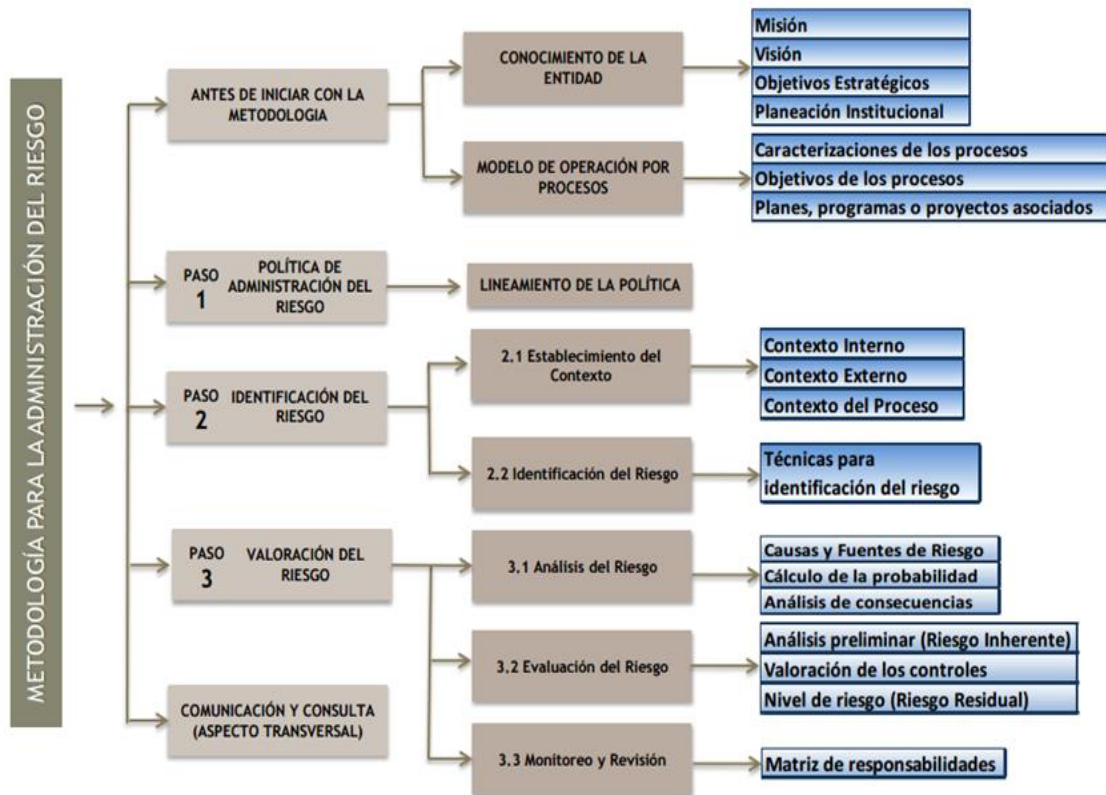 METODOLOGÍA PARA LA ADMINISTRACIÓN DEL RIESGO
ANTES DE INICIAR CON LA
METODOLOGIA
CONOCIMIENTO DE LA
ENTIDAD
Misión
Visión
Objetivos Estratégicos
Planeación Institucional
MODELO DE OPERACIÓN POR
PROCESOS
Caracterizaciones de los procesos
Objetivos de los procesos
Planes, programas o proyectos asociados
PASO
1
POLÍTICA DE
ADMINISTRACIÓN DEL
RIESGO
LINEAMIENTO DE LA POLÍTICA
PASO
2
IDENTIFICACIÓN DEL
RIESGO
2.1 Establecimiento del
Contexto
Contexto Interno
Contexto Externo
Contexto del Proceso
2.2 Identificación del Riesgo
Técnicas para
identificación del riesgo
PASO
3
VALORACIÓN DEL
RIESGO
3.1 Análisis del Riesgo
Causas y Fuentes de Riesgo
Cálculo de la probabilidad
Análisis de consecuencias
3.2 Evaluación del Riesgo
Análisis preliminar (Riesgo Inherente)
Valoración de los controles
Nivel de riesgo (Riesgo Residual)
3.3 Monitoreo y Revisión
Matriz de responsabilidades
COMUNICACIÓN Y CONSULTA
(ASPECTO TRANSVERSAL)